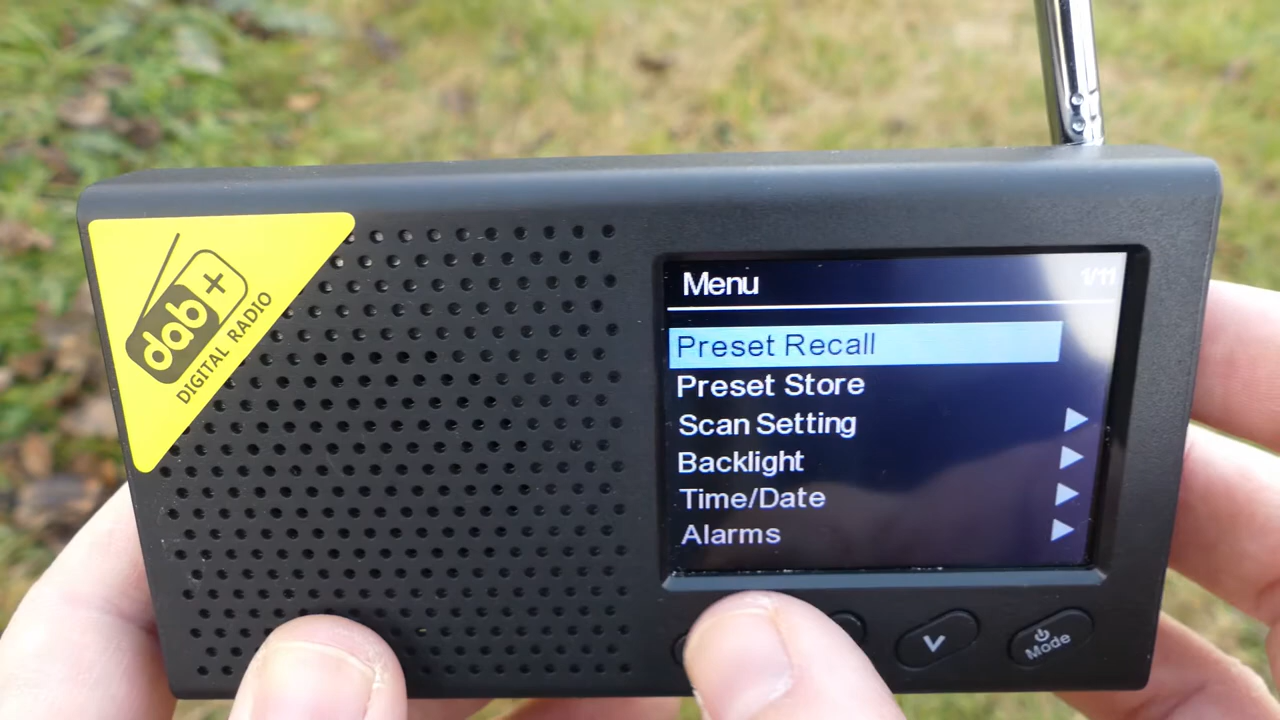 dab+
DIGITAL RADIO
Menu 1/11
Preset Recall
Preset Store
Scan Setting
Backlight
Time/Date
Alarms
Mode